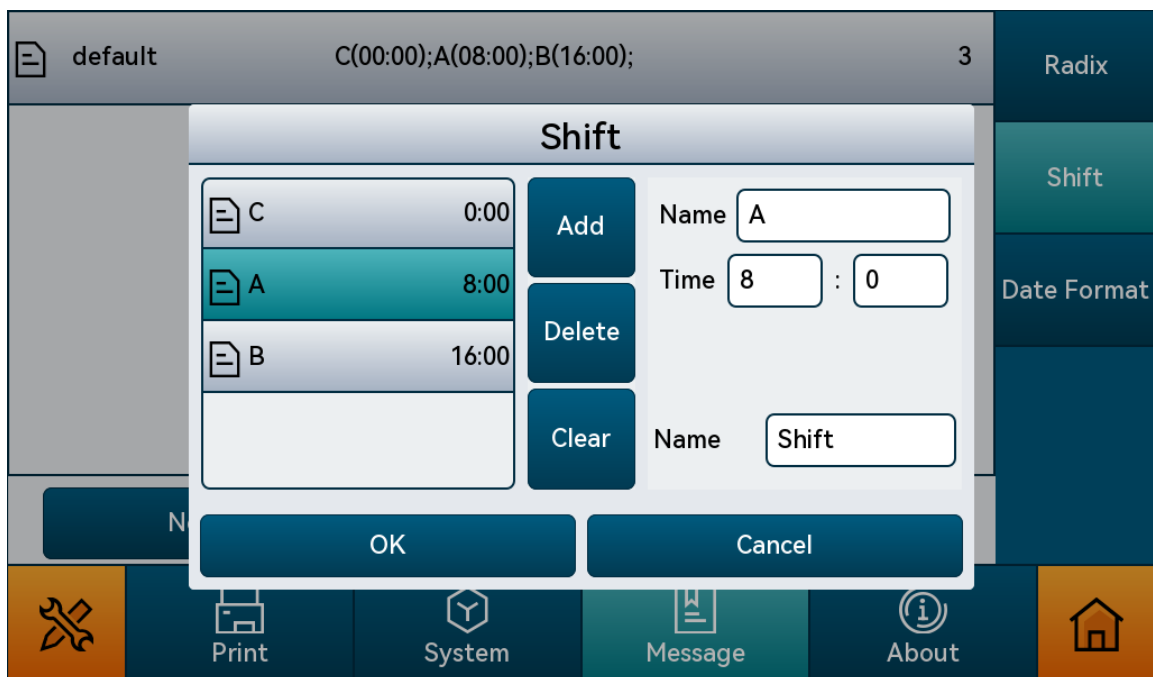 default C(00:00);A(08:00);B(16:00); 3
Radix
Shift
Shift
C 0:00
A 8:00
B 16:00
Add
Delete
Clear
Name A
Time 8 : 0
Name Shift
Date Format
OK
Cancel
Print
System
Message
About